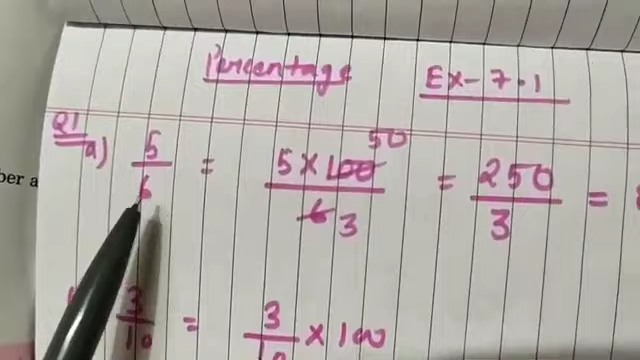 Percentage Ex-7.1
Q1
a) 5/6 = 5×100/6 50 3 = 250/3 =
ber a
3/10 = 3/10 × 100